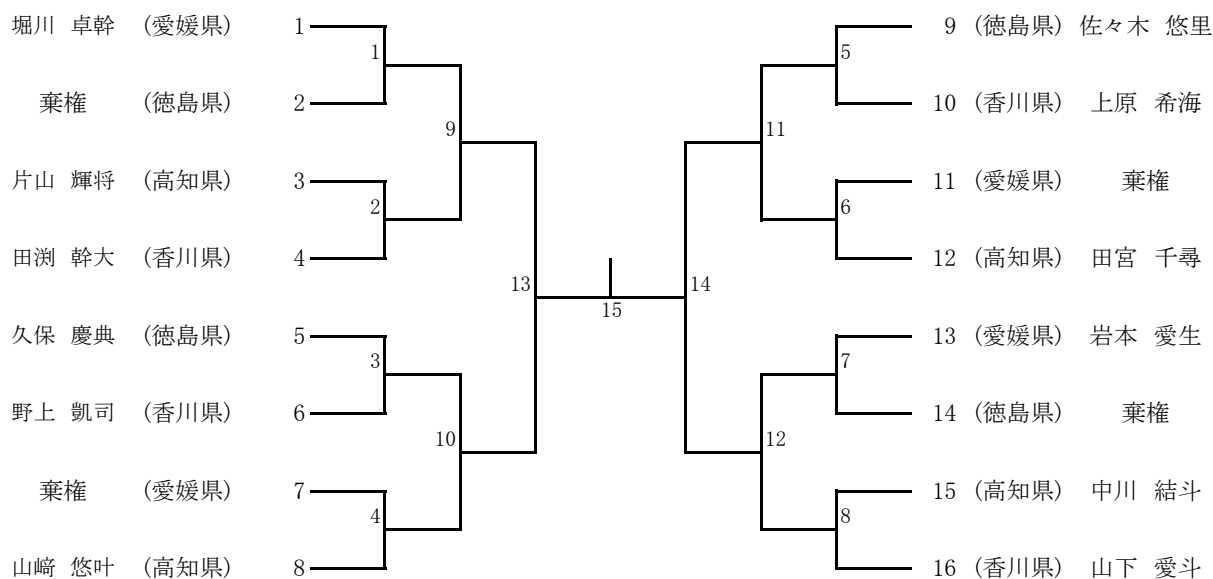 堀川 卓幹 (愛媛県) 1
1
棄権 (徳島県) 2
9
片山 輝将 (高知県) 3
2
田渕 幹大 (香川県) 4
13
久保 慶典 (徳島県) 5
3
野上 凱司 (香川県) 6
10
棄権 (愛媛県) 7
4
山﨑 悠叶 (高知県) 8
15
9 (徳島県) 佐々木 悠里
5
10 (香川県) 上原 希海
11
11 (愛媛県) 棄権
6
12 (高知県) 田宮 千尋
14
13 (愛媛県) 岩本 愛生
7
14 (徳島県) 棄権
12
15 (高知県) 中川 結斗
8
16 (香川県) 山下 愛斗